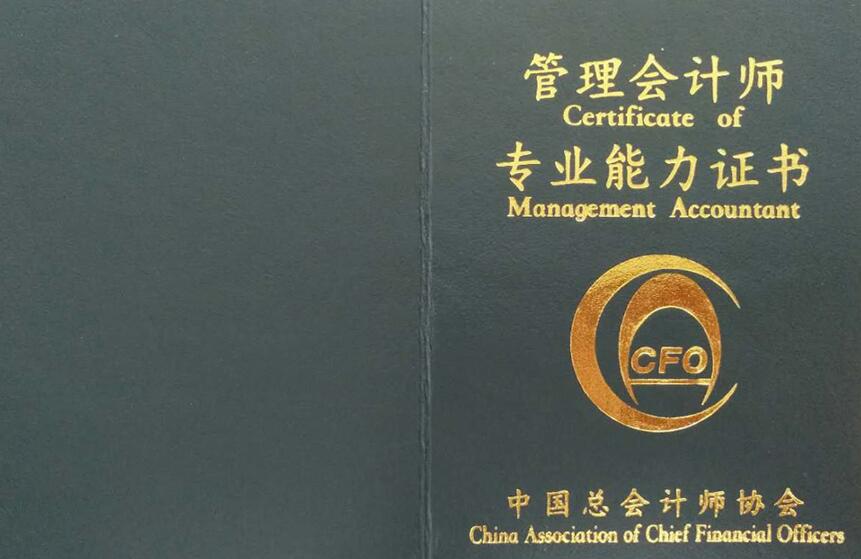 管理会计师
Certificate of
专业能力证书
Management Accountant
CFO
中国总会计师协会
China Association of Chief Financial Officers